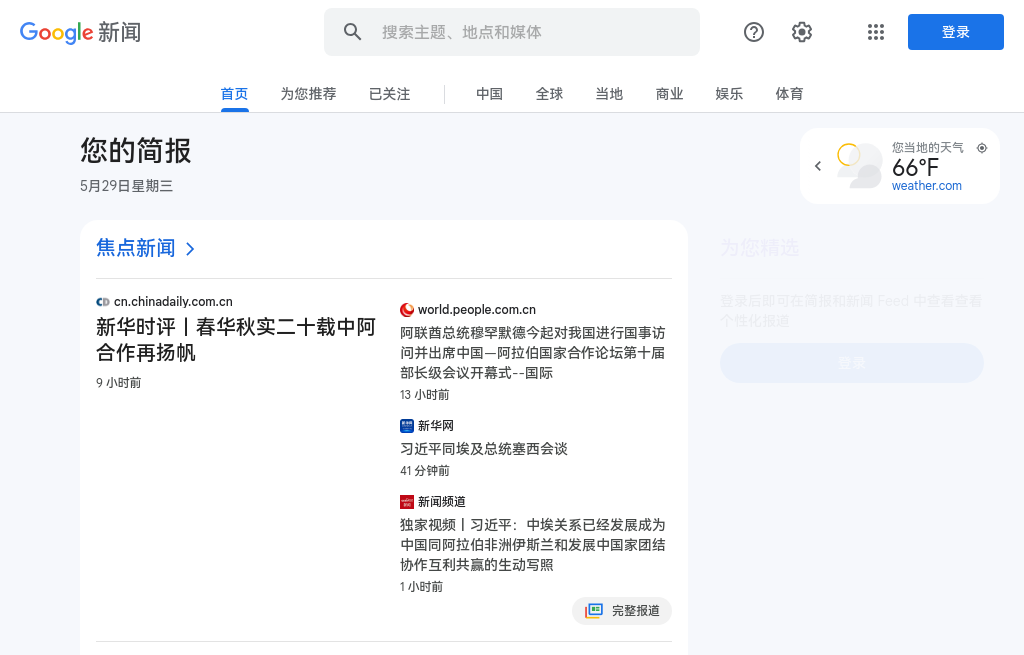 Google 新闻
搜索主题、地点和媒体
登录
首页
为您推荐
已关注
中国
全球
当地
商业
娱乐
体育
您的简报
5月29日星期三
您当地的天气
66°F
weather.com
焦点新闻
cn.chinadaily.com.cn
新华时评丨春华秋实二十载中阿
合作再扬帆
9 小时前
world.people.com.cn
阿联酋总统穆罕默德今起对我国进行国事访
问并出席中国—阿拉伯国家合作论坛第十届
部长级会议开幕式--国际
13 小时前
新华网
习近平同埃及总统塞西会谈
41 分钟前
新闻频道
独家视频丨习近平：中埃关系已经发展成为
中国同阿拉伯非洲伊斯兰和发展中国家团结
协作互利共赢的生动写照
1 小时前
完整报道
为您精选
登录后即可在简报和新闻 Feed 中查看查看
个性化报道
登录